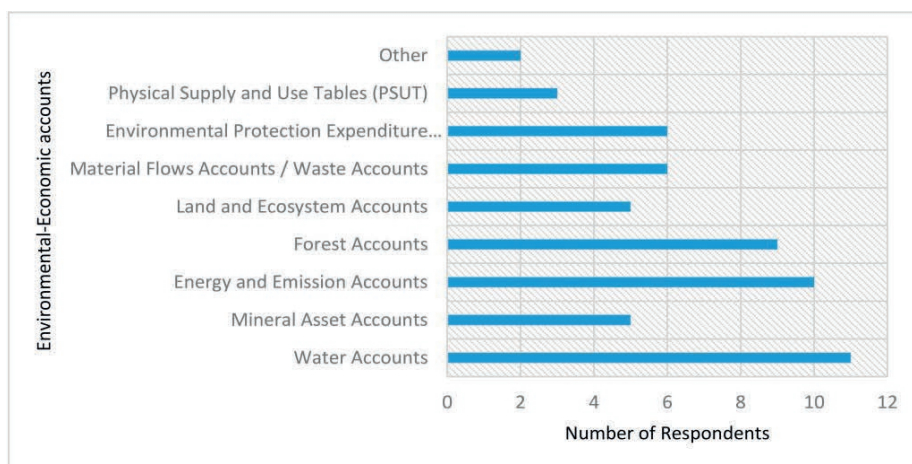 Environmental-Economic accounts
Other
Physical Supply and Use Tables (PSUT)
Environmental Protection Expenditure...
Material Flows Accounts / Waste Accounts
Land and Ecosystem Accounts
Forest Accounts
Energy and Emission Accounts
Mineral Asset Accounts
Water Accounts
0 2 4 6 8 10 12
Number of Respondents